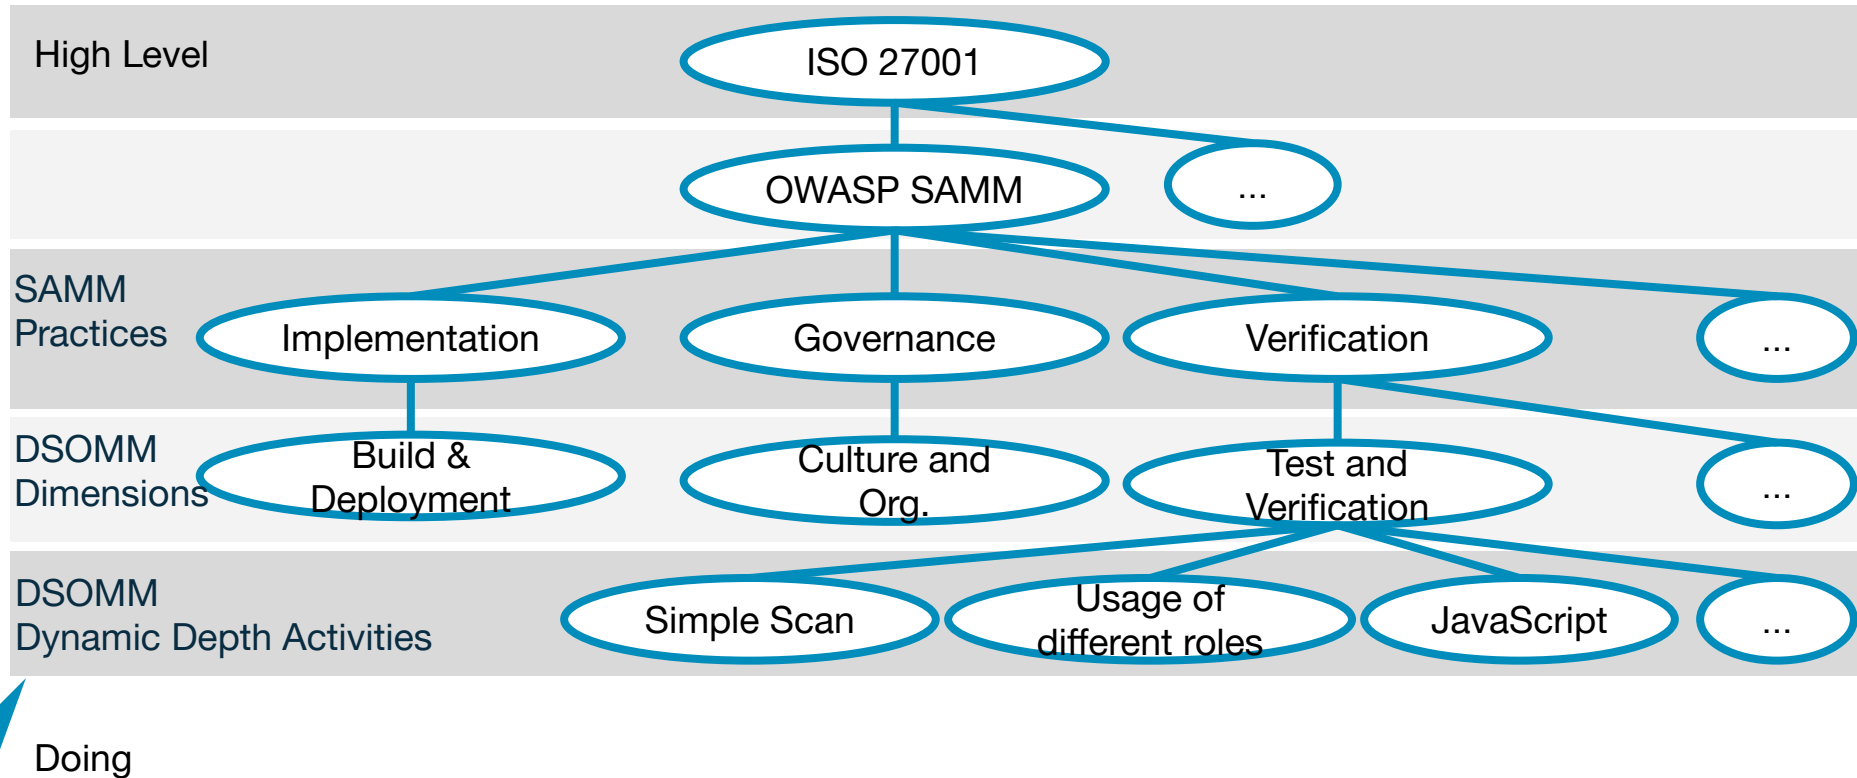 High Level
ISO 27001
OWASP SAMM
...
SAMM
Practices
Implementation
Governance
Verification
...
DSOMM
Dimensions
Build &
Deployment
Culture and
Org.
Test and
Verification
...
DSOMM
Dynamic Depth Activities
Simple Scan
Usage of
different roles
JavaScript
...
Doing